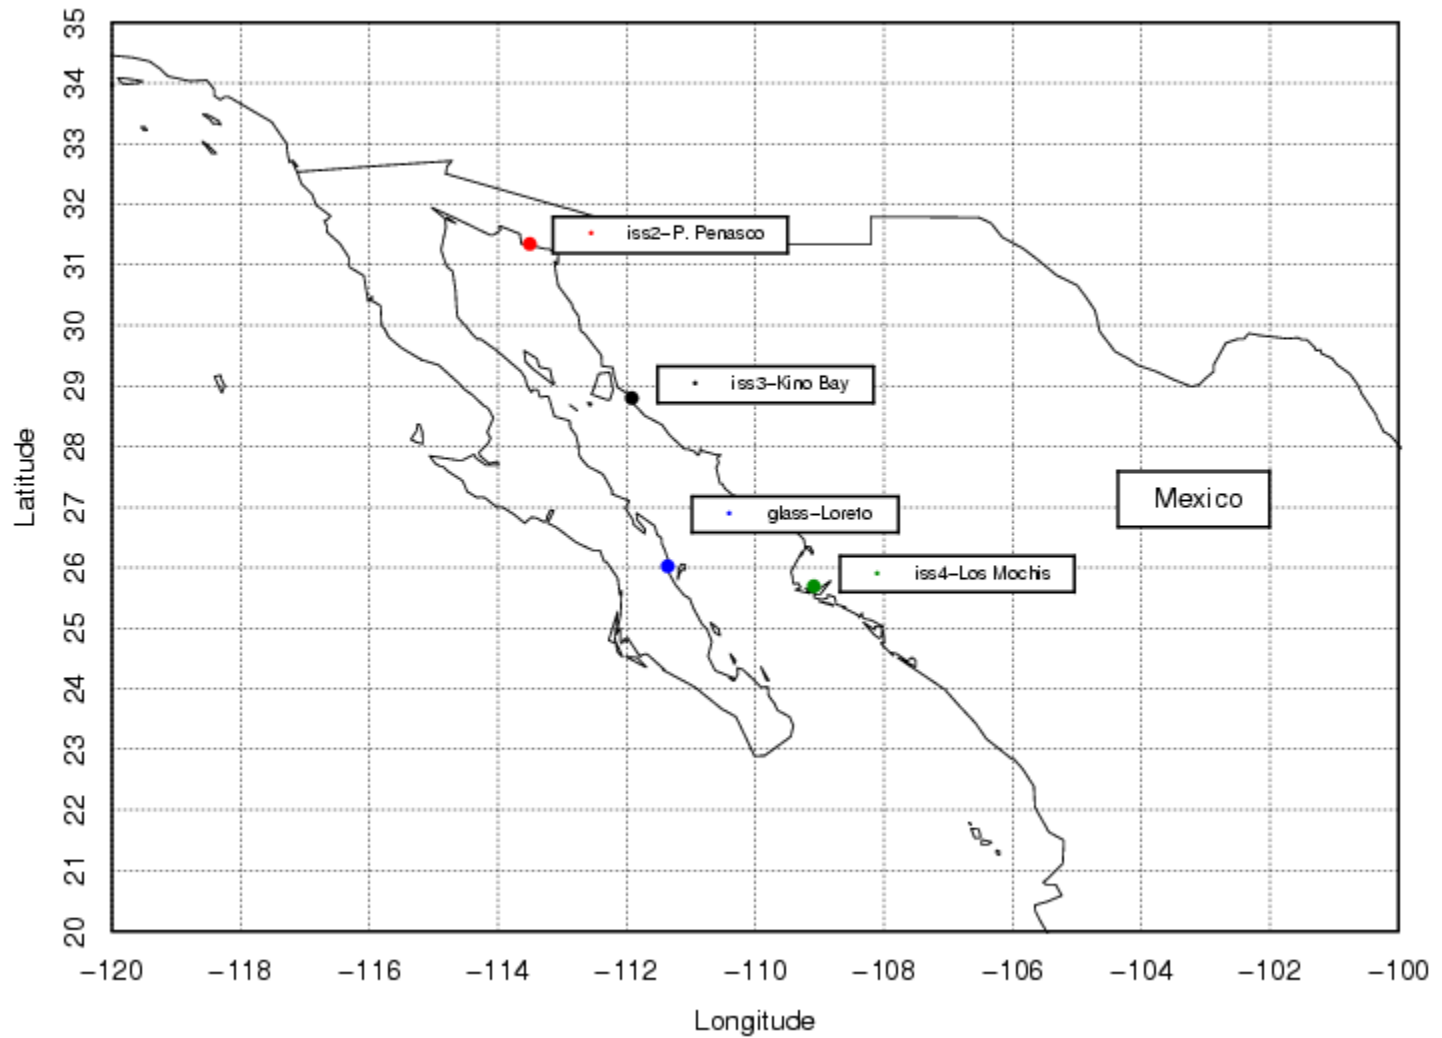 35
34
33
32
31
30
29
28
27
26
25
24
23
22
21
20
Latitude
iss2-P. Penasco
iss3-Kino Bay
Mexico
glass-Loreto
iss4-Los Mochis
-120 -118 -116 -114 -112 -110 -108 -106 -104 -102 -100
Longitude